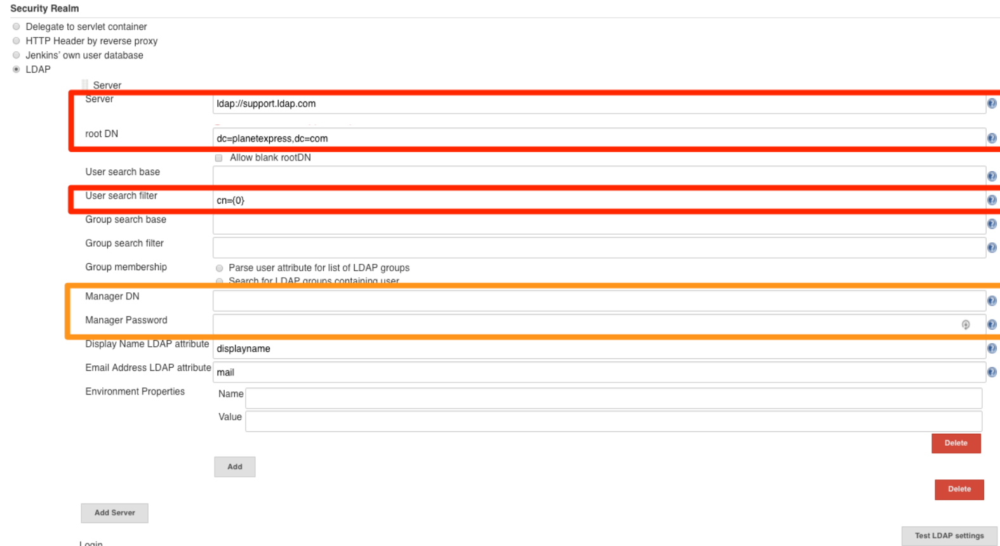 Security Realm
Delegate to servlet container
HTTP Header by reverse proxy
Jenkins’ own user database
LDAP
Server
Server
ldap://support.ldap.com
root DN
dc=planetexpress,dc=com
Allow blank rootDN
User search base
User search filter
cn={0}
Group search base
Group search filter
Group membership
Parse user attribute for list of LDAP groups
Search for LDAP groups containing user
Manager DN
Manager Password
Display Name LDAP attribute
displayname
Email Address LDAP attribute
mail
Environment Properties
Name
Value
Delete
Add
Delete
Add Server
Test LDAP settings
Login